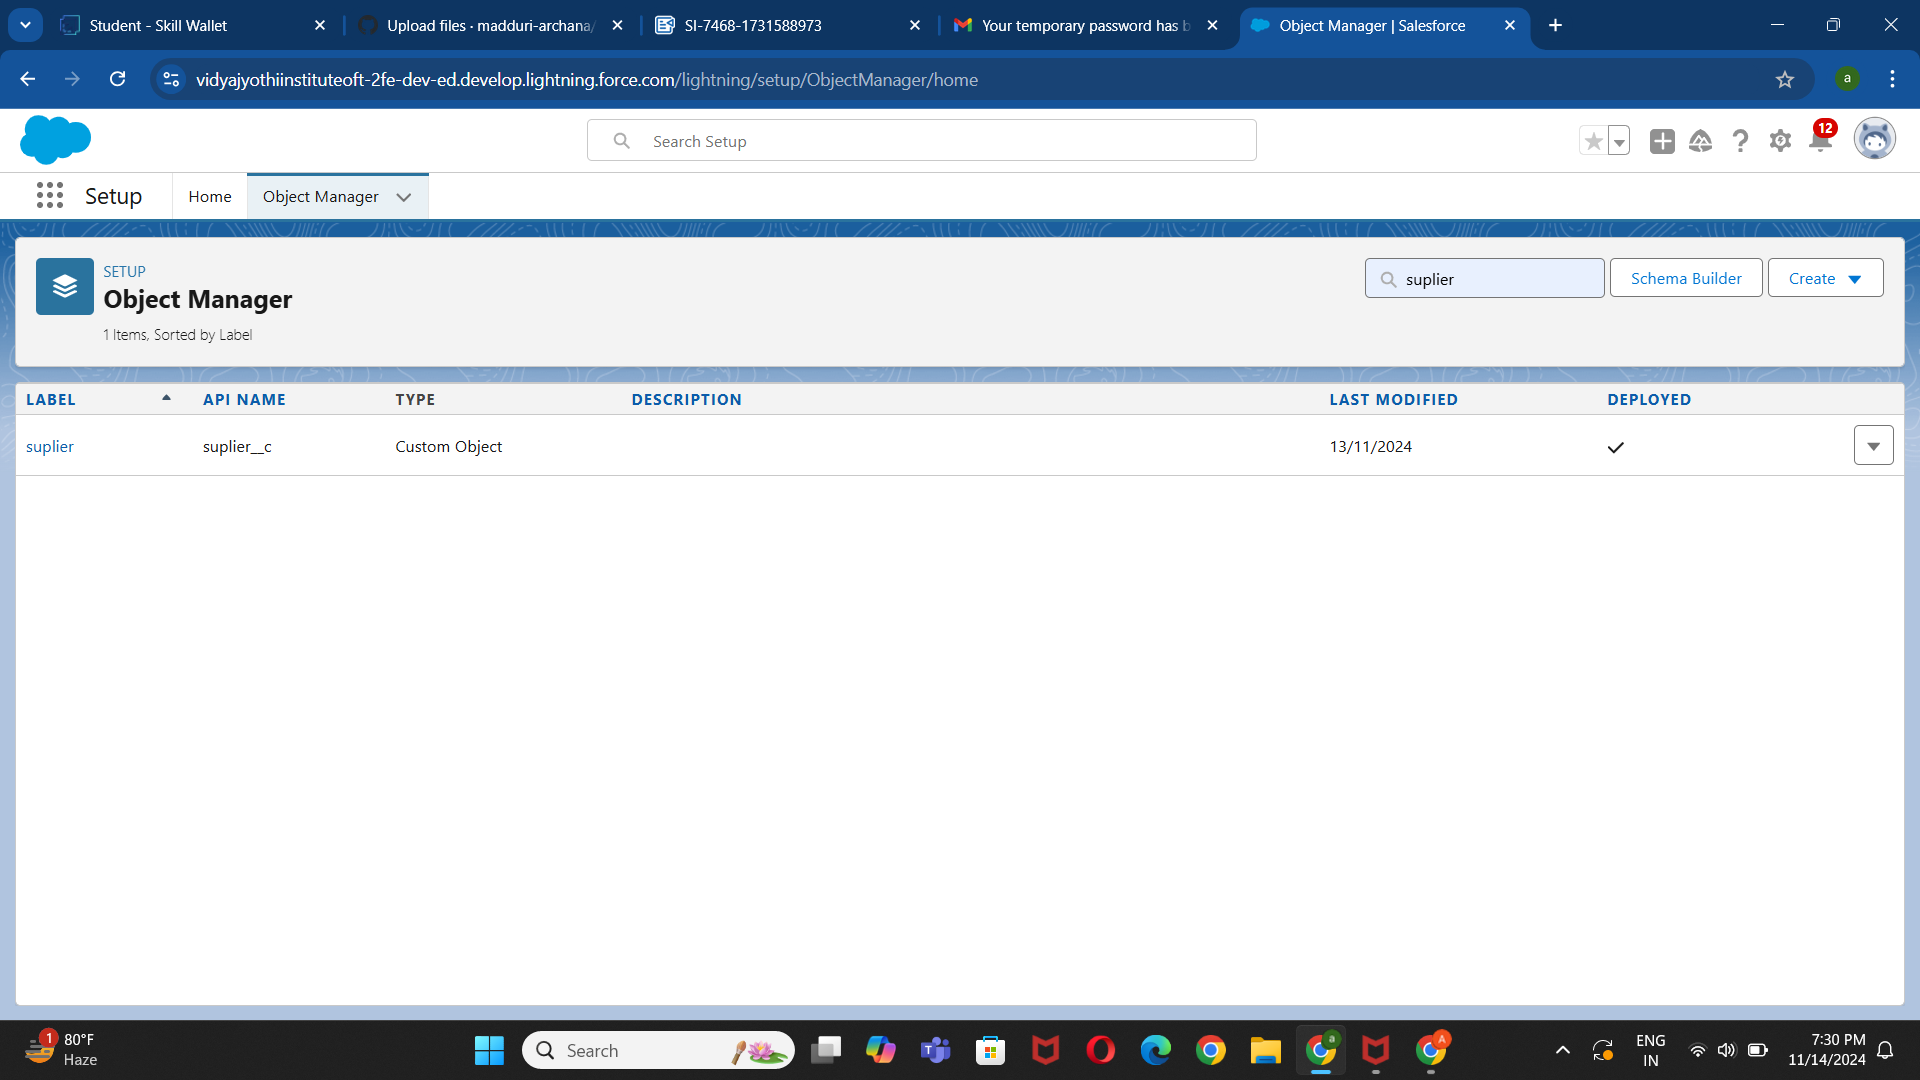 Student - Skill Wallet
Upload files · madduri-archana/
SI-7468-1731588973
Your temporary password has b
Object Manager | Salesforce
vidyajyothiinstituteoft-2fe-dev-ed.develop.lightning.force.com/lightning/setup/ObjectManager/home
a
Search Setup
12
Setup
Home
Object Manager
SETUP
Object Manager
1 Items, Sorted by Label
suplier
Schema Builder
Create
LABEL API NAME TYPE DESCRIPTION LAST MODIFIED DEPLOYED
suplier suplier__c Custom Object 13/11/2024
1
80°F
Haze
Search
a
A
ENG
IN
7:30 PM
11/14/2024